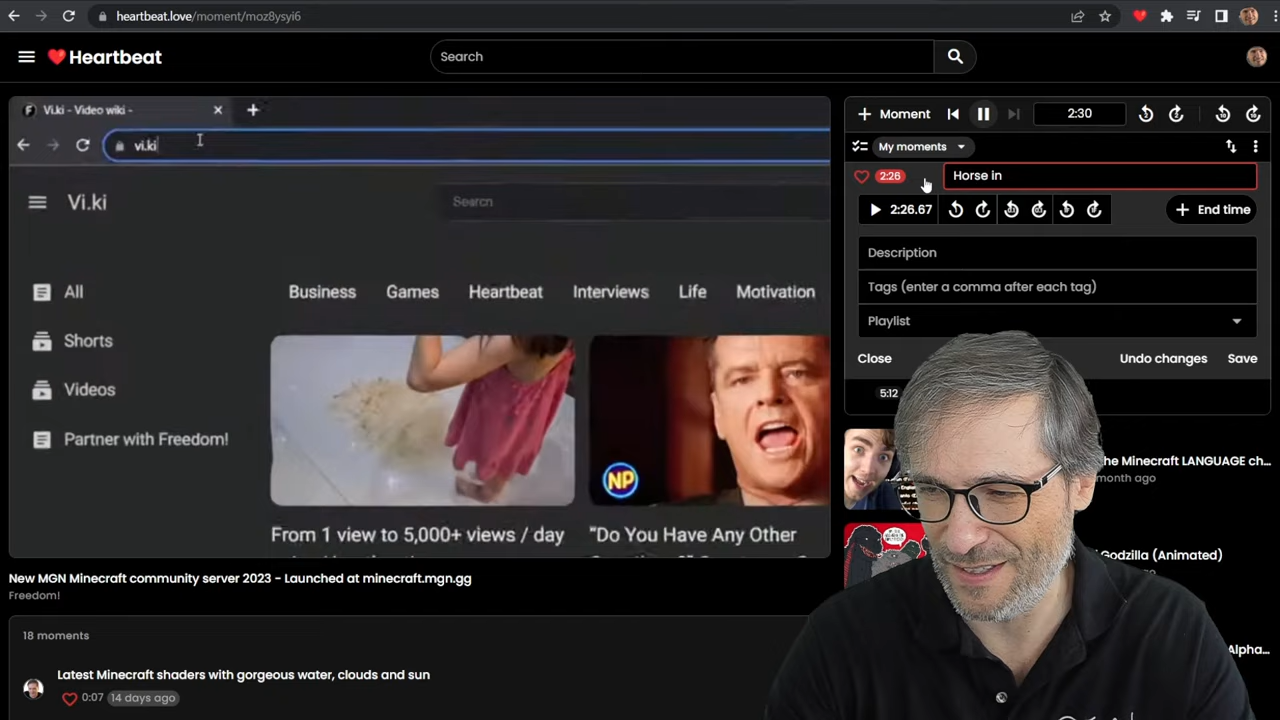 heartbeat.love/moment/moz8ysyi6
Heartbeat
Search
Vi.ki - Video wiki -
vi.ki
Vi.ki
Search
All
Shorts
Videos
Partner with Freedom!
Business Games Heartbeat Interviews Life Motivation
NP
From 1 view to 5,000+ views / day
"Do You Have Any Other
New MGN Minecraft community server 2023 - Launched at minecraft.mgn.gg
Freedom!
18 moments
Latest Minecraft shaders with gorgeous water, clouds and sun
0:07 14 days ago
+ Moment 2:30
My moments
2:26 Horse in
2:26.67 + End time
Description
Tags (enter a comma after each tag)
Playlist
Close Undo changes Save
5:12
he Minecraft LANGUAGE ch...
month ago
Godzilla (Animated)
Alpha...